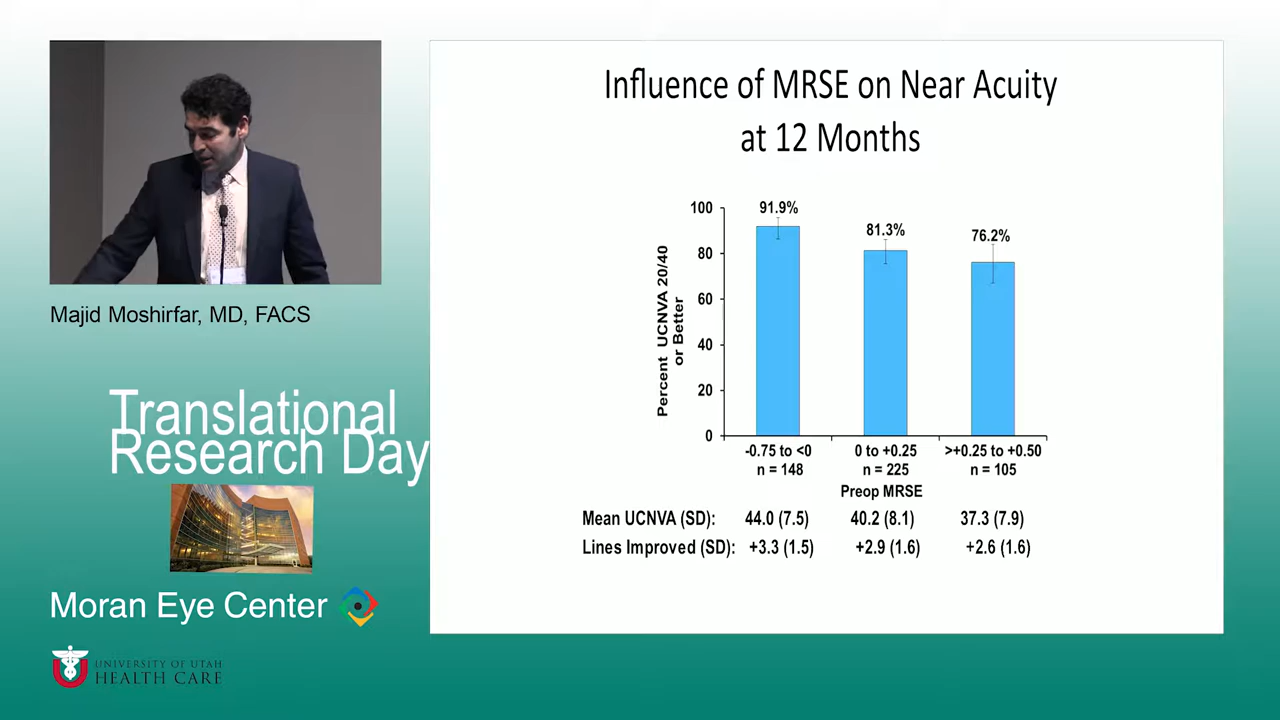 Influence of MRSE on Near Acuity
at 12 Months
Percent UCNVA 20/40
or Better
100
80
60
40
20
0
91.9%
81.3%
76.2%
-0.75 to <0
0 to +0.25
>+0.25 to +0.50
n = 148
n = 225
n = 105
Preop MRSE
Mean UCNVA (SD): 44.0 (7.5) 40.2 (8.1) 37.3 (7.9)
Lines Improved (SD): +3.3 (1.5) +2.9 (1.6) +2.6 (1.6)
Majid Moshirfar, MD, FACS
Translational
Research Day
Moran Eye Center
UNIVERSITY OF UTAH
HEALTH CARE